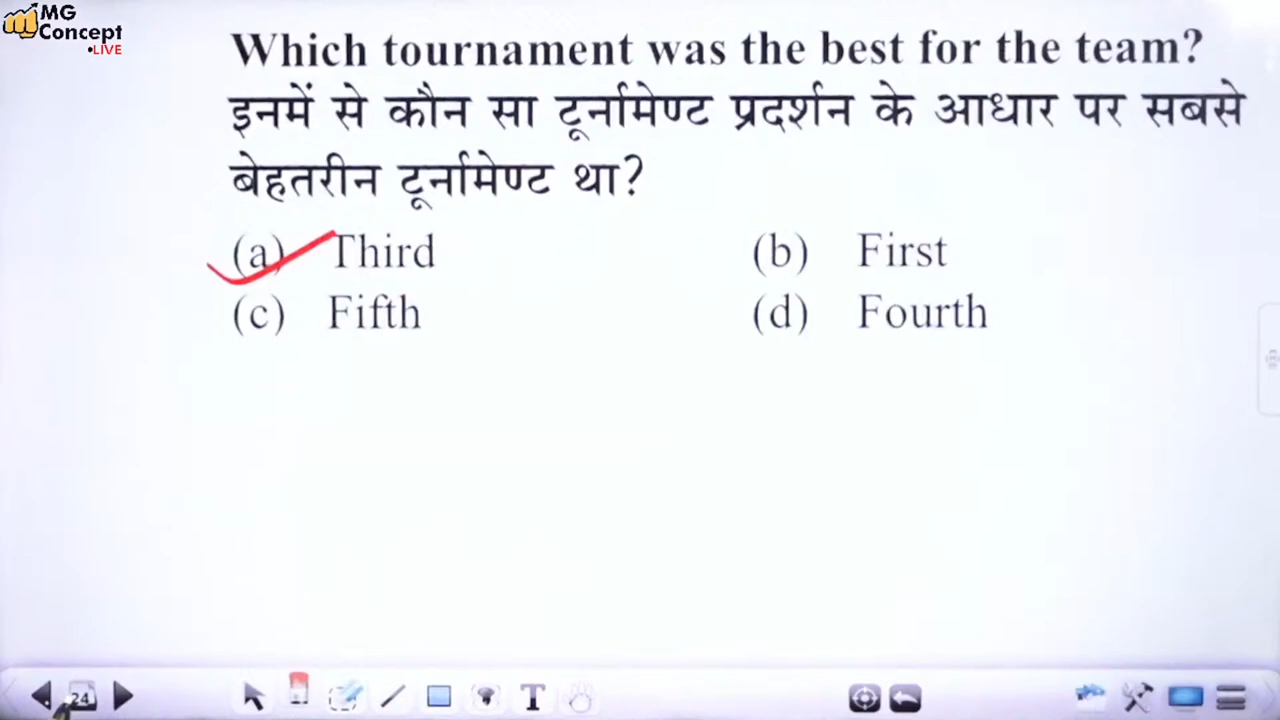 MG
Concept
LIVE
Which tournament was the best for the team?
इनमें से कौन सा टूर्नामेण्ट प्रदर्शन के आधार पर सबसे
बेहतरीन टूर्नामेण्ट था?
(a) Third (b) First
(c) Fifth (d) Fourth
24
T